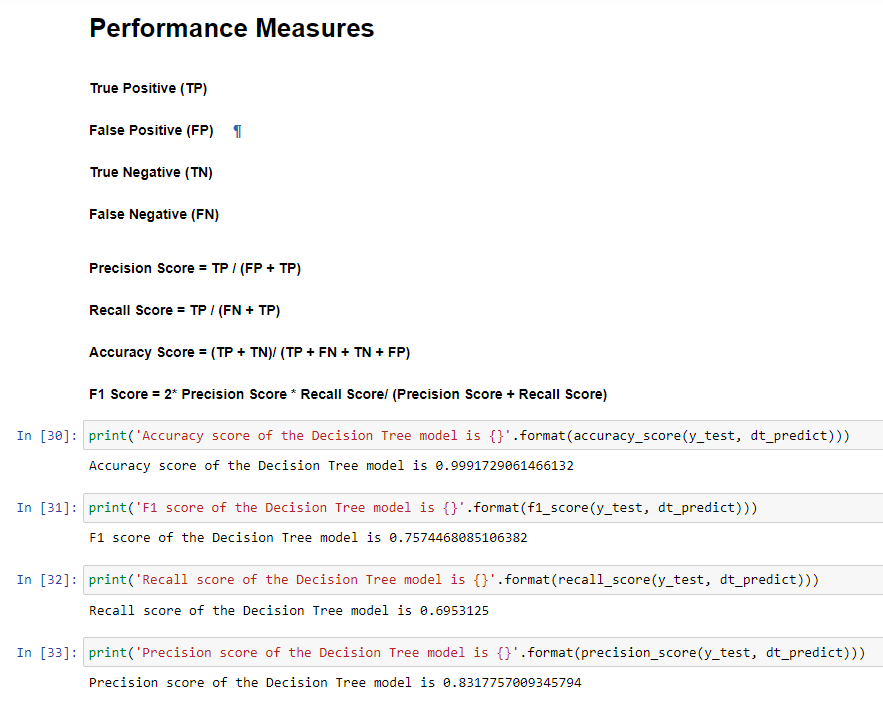 Performance Measures
True Positive (TP)
False Positive (FP) ¶
True Negative (TN)
False Negative (FN)
Precision Score = TP / (FP + TP)
Recall Score = TP / (FN + TP)
Accuracy Score = (TP + TN)/ (TP + FN + TN + FP)
F1 Score = 2* Precision Score * Recall Score/ (Precision Score + Recall Score)
In [30]: print('Accuracy score of the Decision Tree model is {}'.format(accuracy_score(y_test, dt_predict)))
Accuracy score of the Decision Tree model is 0.9991729061466132
In [31]: print('F1 score of the Decision Tree model is {}'.format(f1_score(y_test, dt_predict)))
F1 score of the Decision Tree model is 0.7574468085106382
In [32]: print('Recall score of the Decision Tree model is {}'.format(recall_score(y_test, dt_predict)))
Recall score of the Decision Tree model is 0.6953125
In [33]: print('Precision score of the Decision Tree model is {}'.format(precision_score(y_test, dt_predict)))
Precision score of the Decision Tree model is 0.8317757009345794